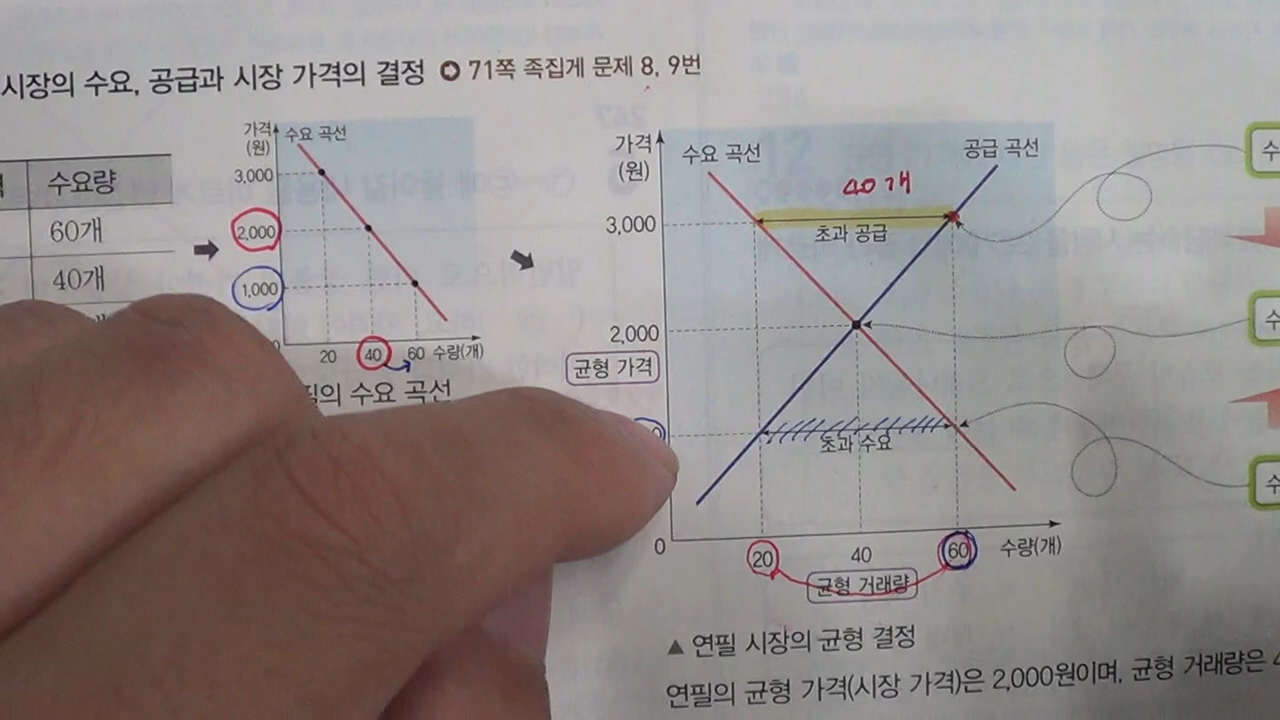 시장의 수요, 공급과 시장 가격의 결정 ➲ 71쪽 족집게 문제 8, 9번
수요량
60개
40개
가격
(원)
수요 곡선
3,000
2,000
1,000
20 40 60 수량(개)
수요 곡선
가격
(원)
수요 곡선
공급 곡선
40개
3,000
초과 공급
2,000
균형 가격
초과 수요
0
20 40 60 수량(개)
균형 거래량
▲ 연필 시장의 균형 결정
연필의 균형 가격(시장 가격)은 2,000원이며, 균형 거래량은
수
수
수